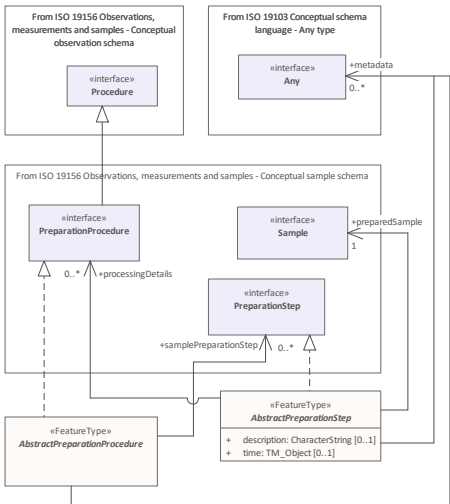 From ISO 19156 Observations,
measurements and samples - Conceptual
observation schema
«interface»
Procedure
From ISO 19103 Conceptual schema
language - Any type
«interface»
Any
+metadata
0..*
From ISO 19156 Observations, measurements and samples - Conceptual sample schema
«interface»
PreparationProcedure
«interface»
Sample
+preparedSample
1
0..*
+processingDetails
«interface»
PreparationStep
+samplePreparationStep
0..*
«FeatureType»
AbstractPreparationProcedure
«FeatureType»
AbstractPreparationStep
+ description: CharacterString [0..1]
+ time: TM_Object [0..1]